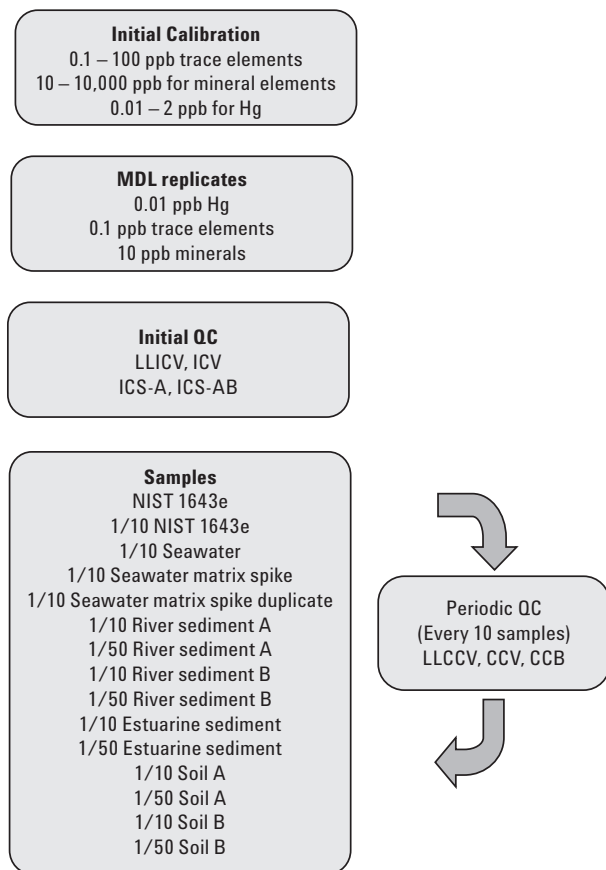 Initial Calibration
0.1 – 100 ppb trace elements
10 – 10,000 ppb for mineral elements
0.01 – 2 ppb for Hg
MDL replicates
0.01 ppb Hg
0.1 ppb trace elements
10 ppb minerals
Initial QC
LLICV, ICV
ICS-A, ICS-AB
Samples
NIST 1643e
1/10 NIST 1643e
1/10 Seawater
1/10 Seawater matrix spike
1/10 Seawater matrix spike duplicate
1/10 River sediment A
1/50 River sediment A
1/10 River sediment B
1/50 River sediment B
1/10 Estuarine sediment
1/50 Estuarine sediment
1/10 Soil A
1/50 Soil A
1/10 Soil B
1/50 Soil B
Periodic QC
(Every 10 samples)
LLCCV, CCV, CCB